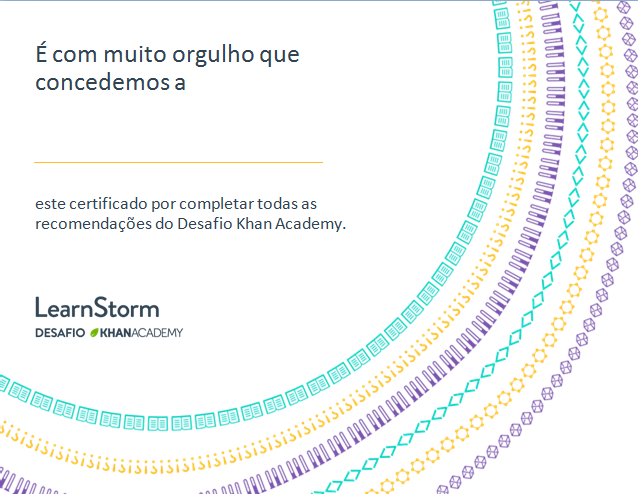 É com muito orgulho que
concedemos a
este certificado por completar todas as
recomendações do Desafio Khan Academy.
LearnStorm
DESAFIO KHANACADEMY